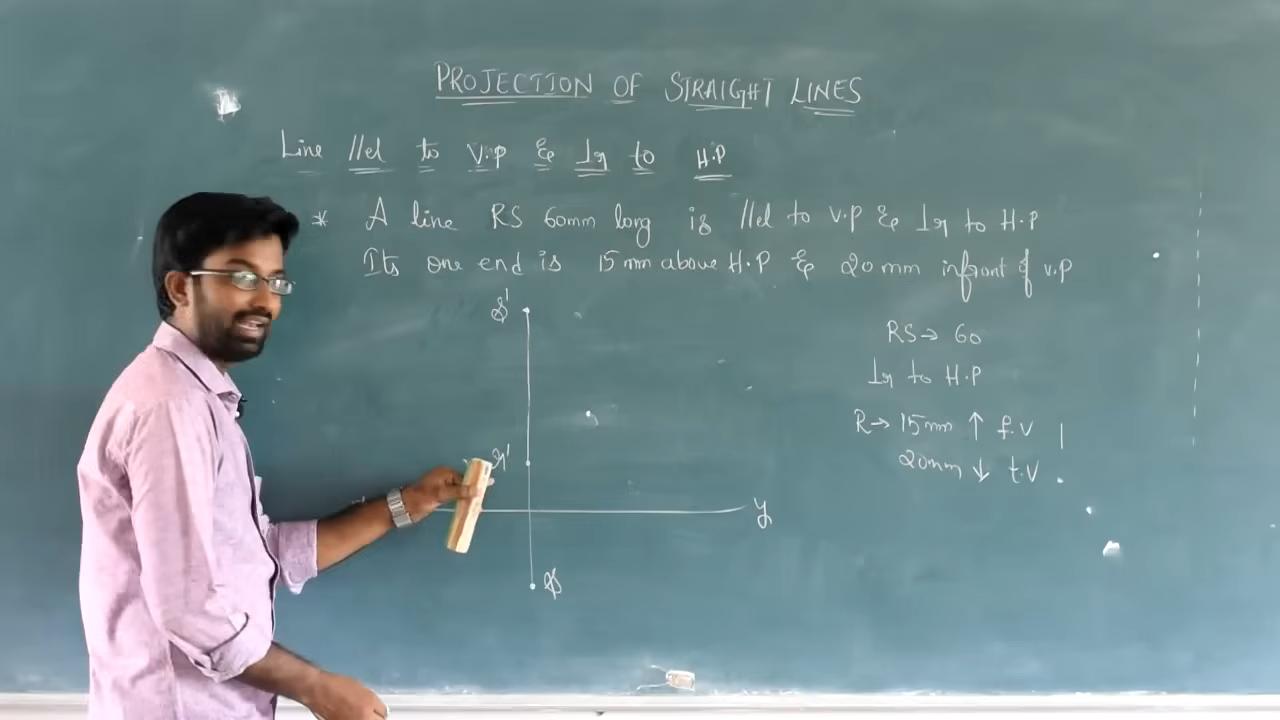 PROJECTION OF STRAIGHT LINES
Line //el to V.P & ⊥r to H.P
* A line RS 60mm long is //el to V.P & ⊥r to H.P
Its one end is 15mm above H.P & 20mm infront of V.P
s'
RS → 60
⊥r to H.P
R → 15mm ↑ f.v |
r'
20mm ↓ t.v .
y